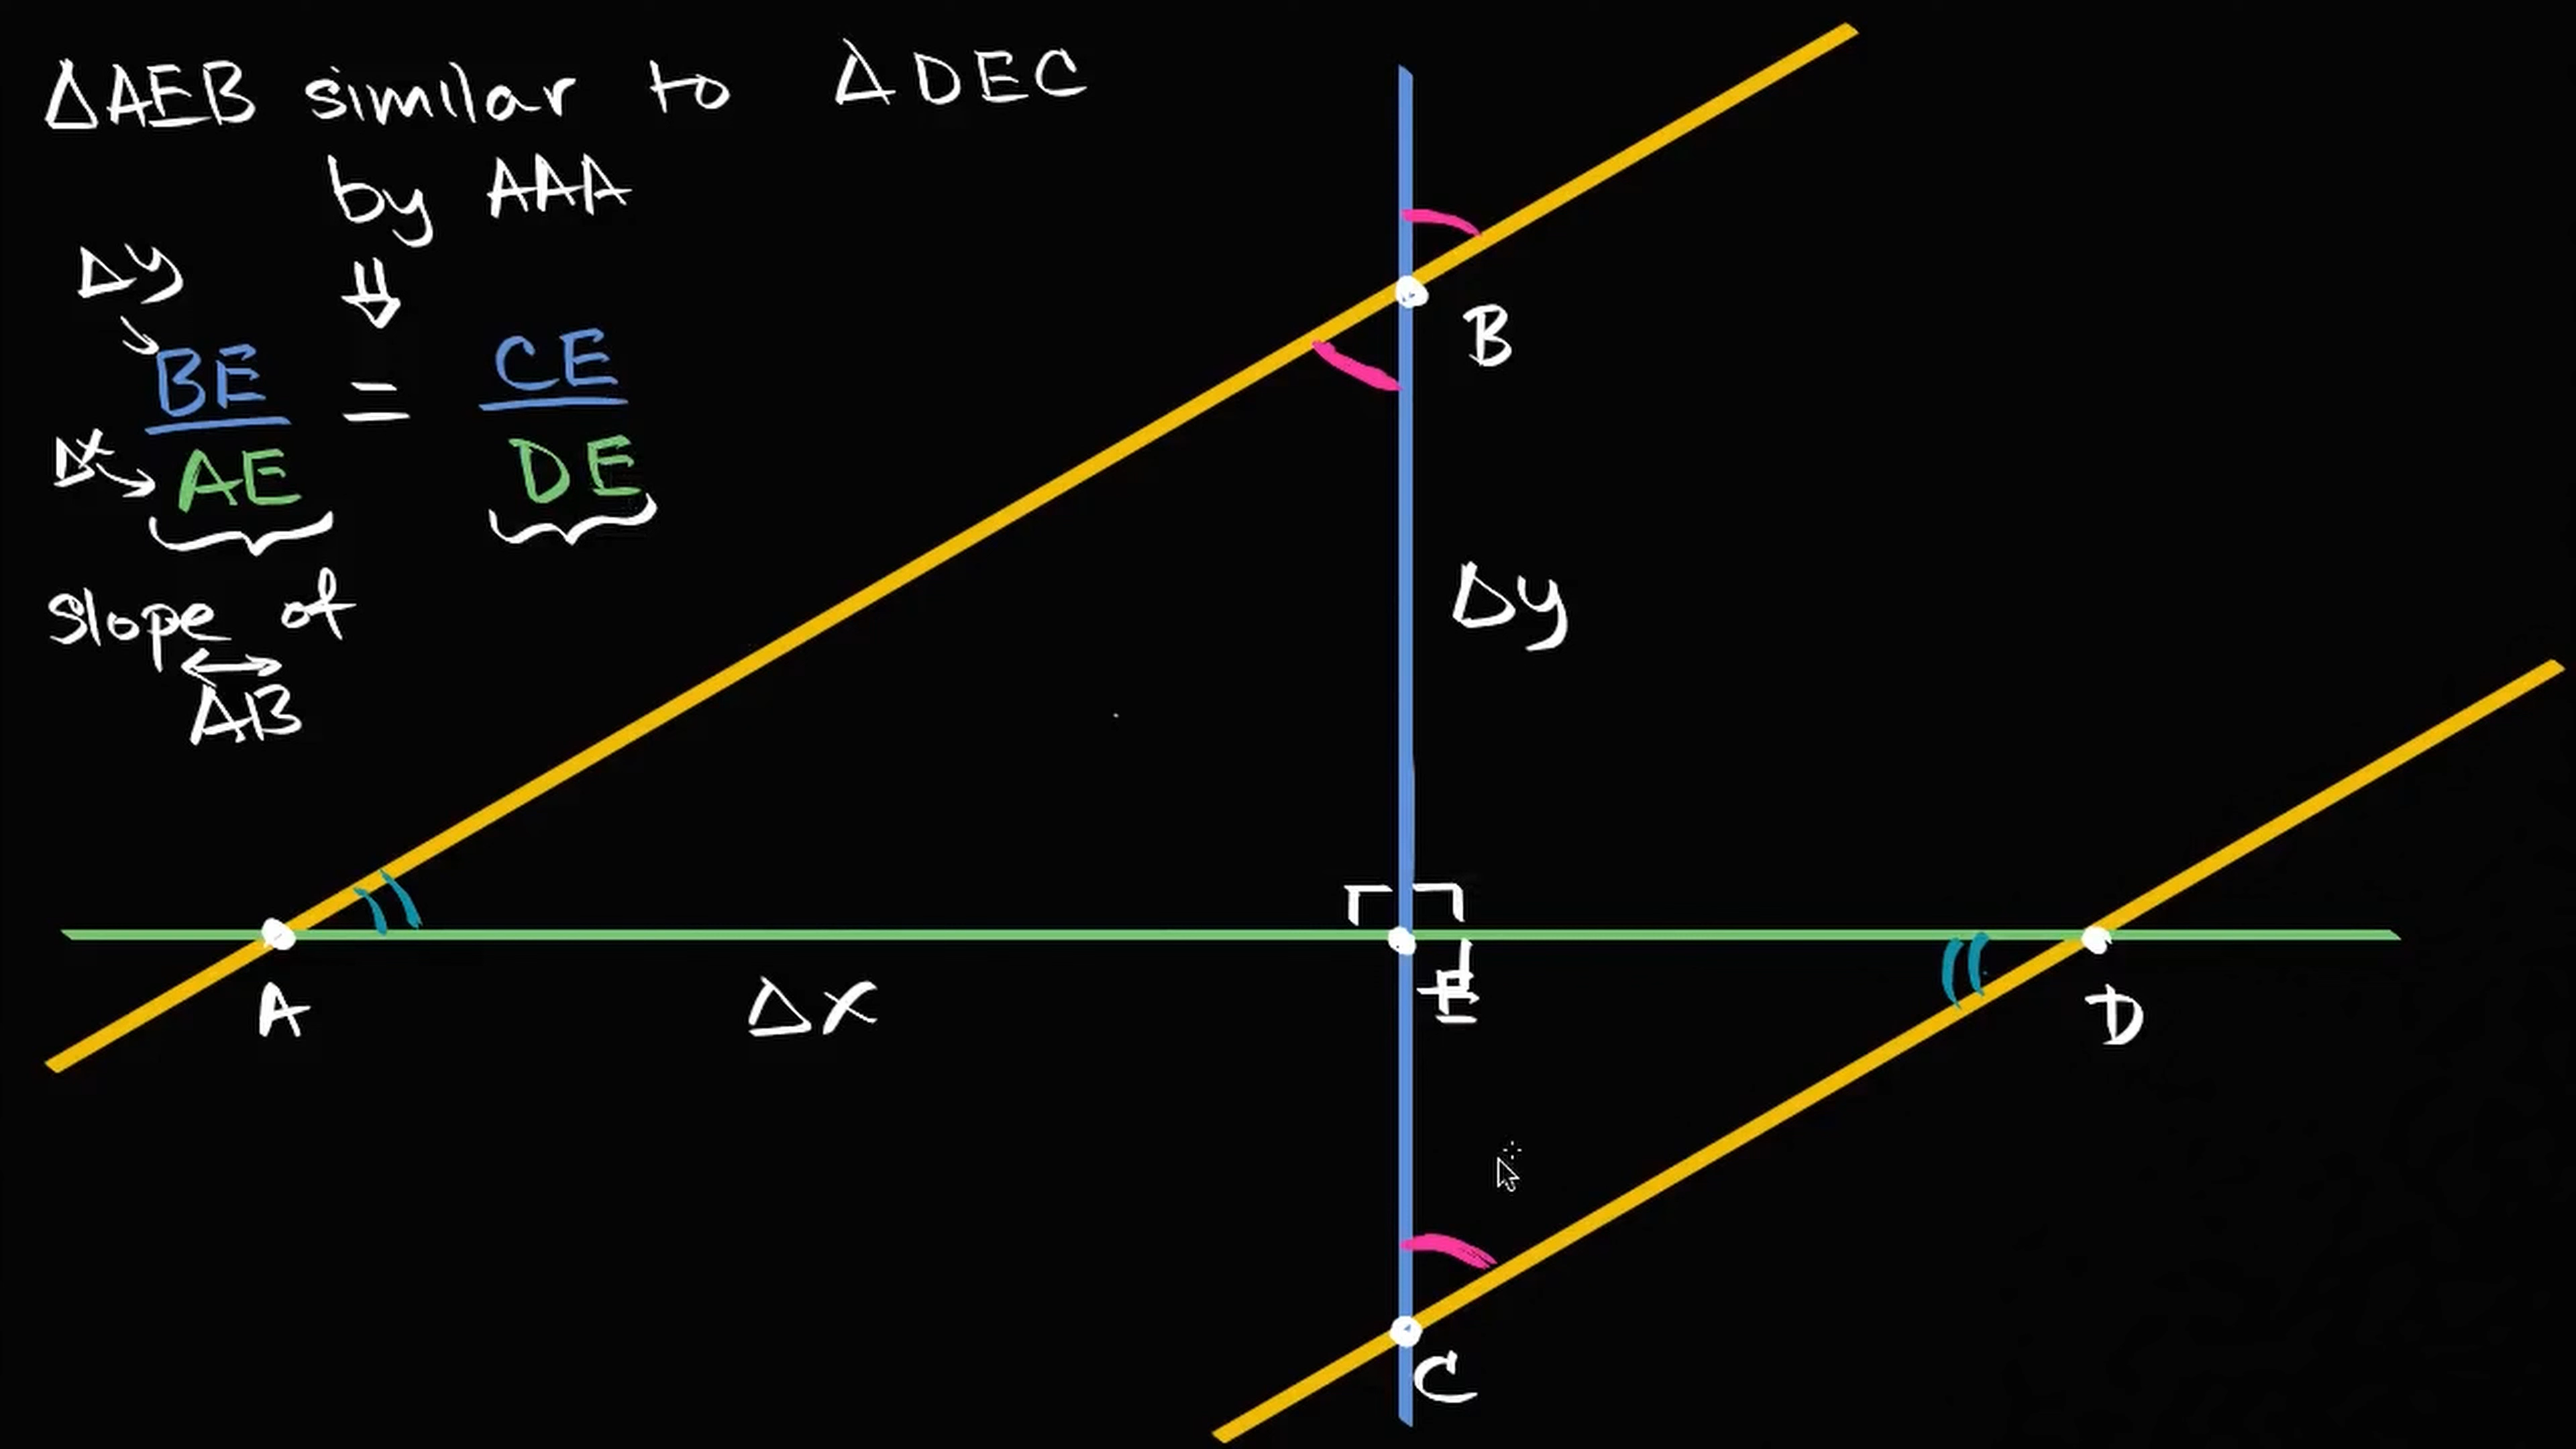 ΔAEB similar to ΔDEC
by AAA
Δy
⇓
BE = CE
Δx AE DE
slope of
AB
B
Δy
A
Δx
E
D
C